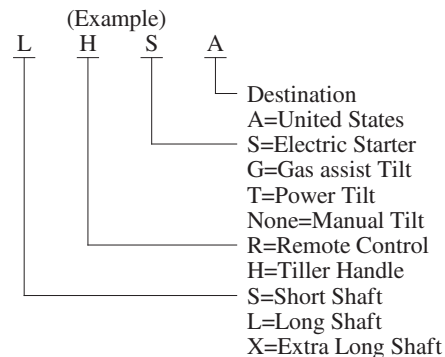 (Example)
L H S A
Destination
A=United States
S=Electric Starter
G=Gas assist Tilt
T=Power Tilt
None=Manual Tilt
R=Remote Control
H=Tiller Handle
S=Short Shaft
L=Long Shaft
X=Extra Long Shaft